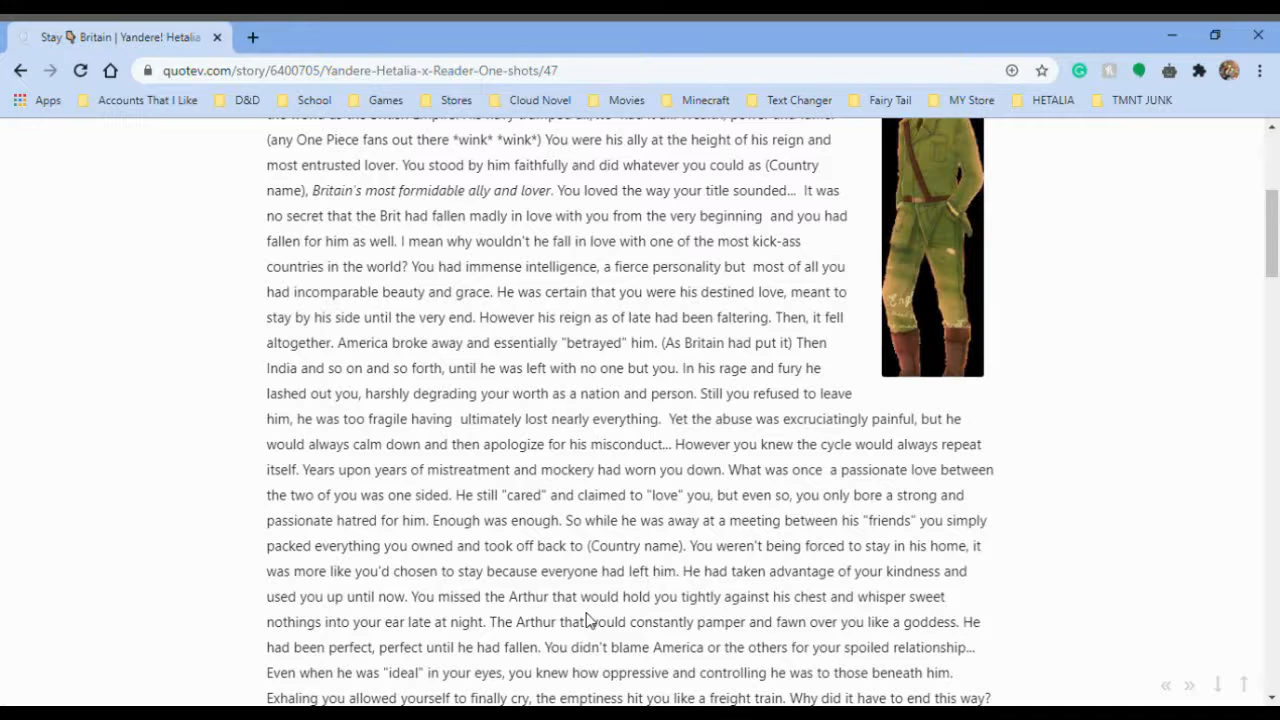 Stay Britain | Yandere! Hetalia
quotev.com/story/6400705/Yandere-Hetalia-x-Reader-One-shots/47
Apps Accounts That I Like D&D School Games Stores Cloud Novel Movies Minecraft Text Changer Fairy Tail MY Store HETALIA TMNT JUNK
(any One Piece fans out there *wink* *wink*) You were his ally at the height of his reign and
most entrusted lover. You stood by him faithfully and did whatever you could as (Country
name), Britain's most formidable ally and lover. You loved the way your title sounded... It was
no secret that the Brit had fallen madly in love with you from the very beginning and you had
fallen for him as well. I mean why wouldn't he fall in love with one of the most kick-ass
countries in the world? You had immense intelligence, a fierce personality but most of all you
had incomparable beauty and grace. He was certain that you were his destined love, meant to
stay by his side until the very end. However his reign as of late had been faltering. Then, it fell
altogether. America broke away and essentially "betrayed" him. (As Britain had put it) Then
India and so on and so forth, until he was left with no one but you. In his rage and fury he
lashed out you, harshly degrading your worth as a nation and person. Still you refused to leave
him, he was too fragile having ultimately lost nearly everything. Yet the abuse was excruciatingly painful, but he
would always calm down and then apologize for his misconduct... However you knew the cycle would always repeat
itself. Years upon years of mistreatment and mockery had worn you down. What was once a passionate love between
the two of you was one sided. He still "cared" and claimed to "love" you, but even so, you only bore a strong and
passionate hatred for him. Enough was enough. So while he was away at a meeting between his "friends" you simply
packed everything you owned and took off back to (Country name). You weren't being forced to stay in his home, it
was more like you'd chosen to stay because everyone had left him. He had taken advantage of your kindness and
used you up until now. You missed the Arthur that would hold you tightly against his chest and whisper sweet
nothings into your ear late at night. The Arthur that would constantly pamper and fawn over you like a goddess. He
had been perfect, perfect until he had fallen. You didn't blame America or the others for your spoiled relationship...
Even when he was "ideal" in your eyes, you knew how oppressive and controlling he was to those beneath him.
Exhaling you allowed yourself to finally cry, the emptiness hit you like a freight train. Why did it have to end this way?